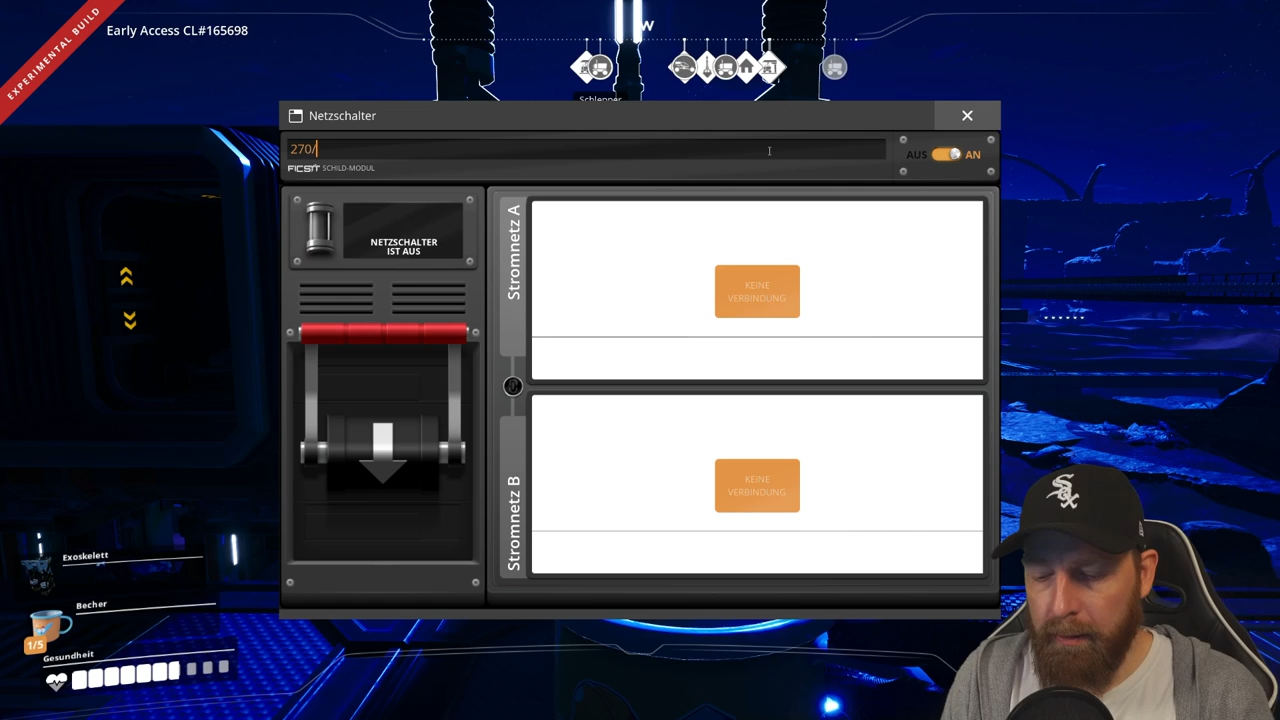 EXPERIMENTAL BUILD
Early Access CL#165698
W
Schlepper
Netzschalter
270/
FICSIT SCHILD-MODUL
AUS
AN
NETZSCHALTER
IST AUS
Stromnetz A
KEINE
VERBINDUNG
Stromnetz B
KEINE
VERBINDUNG
Exoskelett
Becher
1/5
Gesundheit
Sox